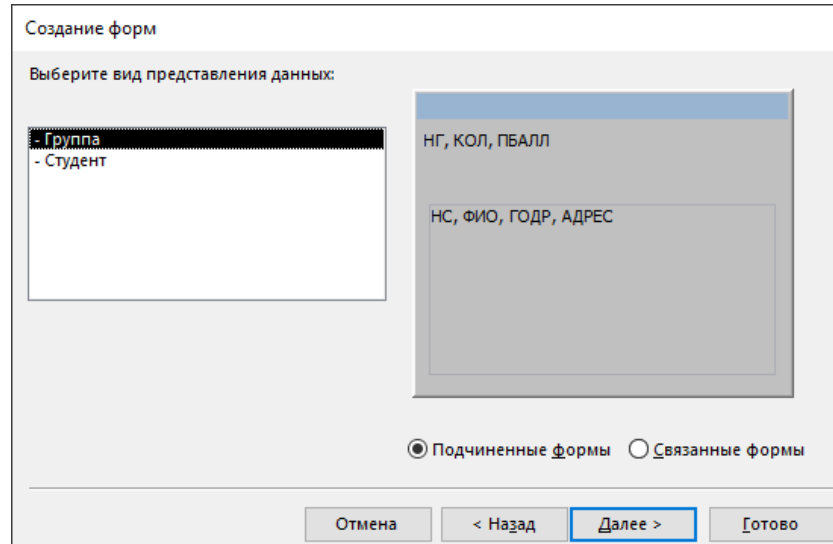 Создание форм
Выберите вид представления данных:
- Группа
- Студент
НГ, КОЛ, ПБАЛЛ
НС, ФИО, ГОДР, АДРЕС
Подчиненные формы
Связанные формы
Отмена
< Назад
Далее >
Готово